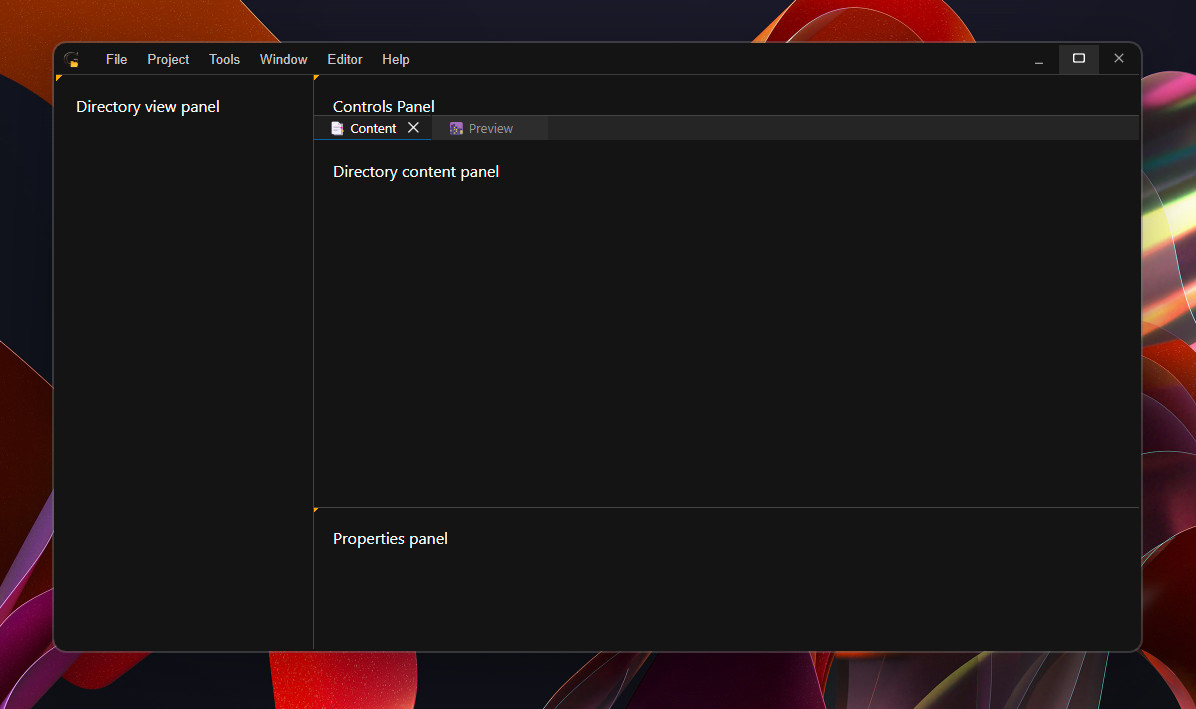 File Project Tools Window Editor Help
Directory view panel
Controls Panel
Content Preview
Directory content panel
Properties panel